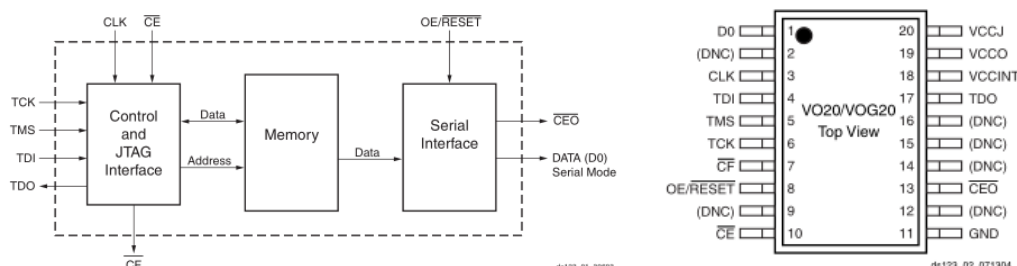 CLK CE OE/RESET
TCK
TMS
TDI
TDO
Control
and
JTAG
Interface
Data
Address
Memory
Data
Serial
Interface
CEO
DATA (D0)
Serial Mode
CF
D0 1 20 VCCJ
(DNC) 2 19 VCCO
CLK 3 18 VCCINT
TDI 4 17 TDO
VO20/VOG20
Top View
TMS 5 16 (DNC)
TCK 6 15 (DNC)
CF 7 14 (DNC)
OE/RESET 8 13 CEO
(DNC) 9 12 (DNC)
CE 10 11 GND
ds123_02_071304